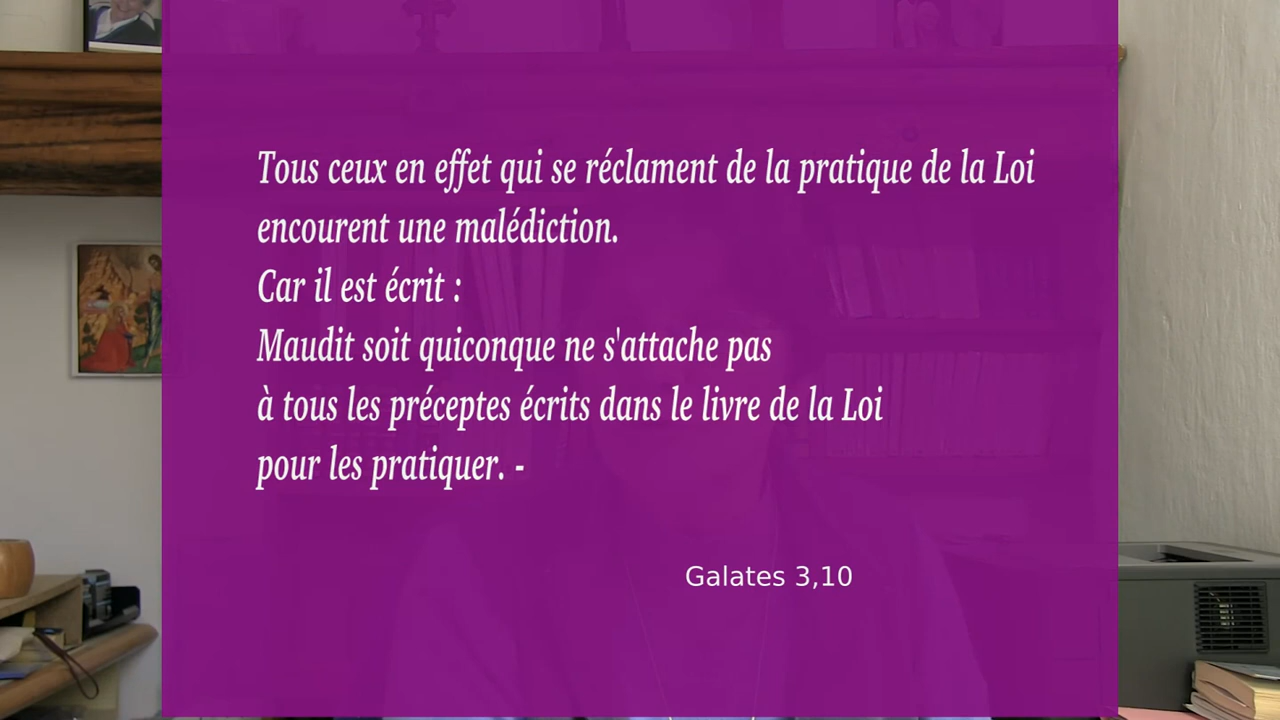 Tous ceux en effet qui se réclament de la pratique de la Loi
encourent une malédiction.
Car il est écrit :
Maudit soit quiconque ne s'attache pas
à tous les préceptes écrits dans le livre de la Loi
pour les pratiquer. -
Galates 3,10